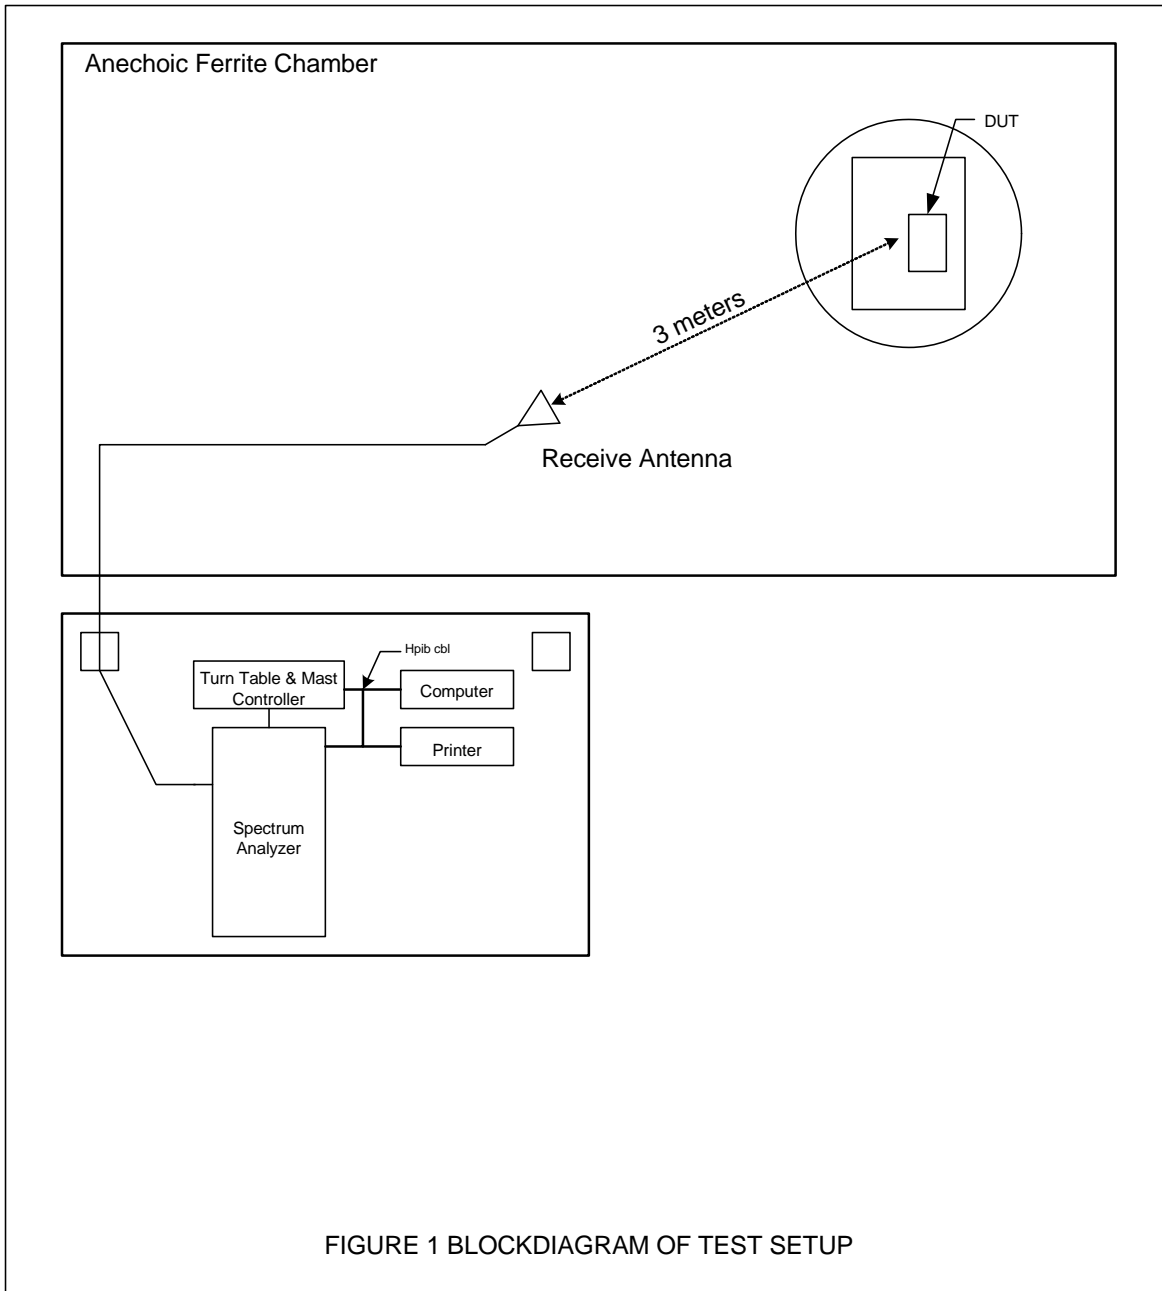 Anechoic Ferrite Chamber
DUT
3 meters
Receive Antenna
Hpib cbl
Turn Table & Mast
Controller
Computer
Printer
Spectrum
Analyzer
FIGURE 1 BLOCKDIAGRAM OF TEST SETUP